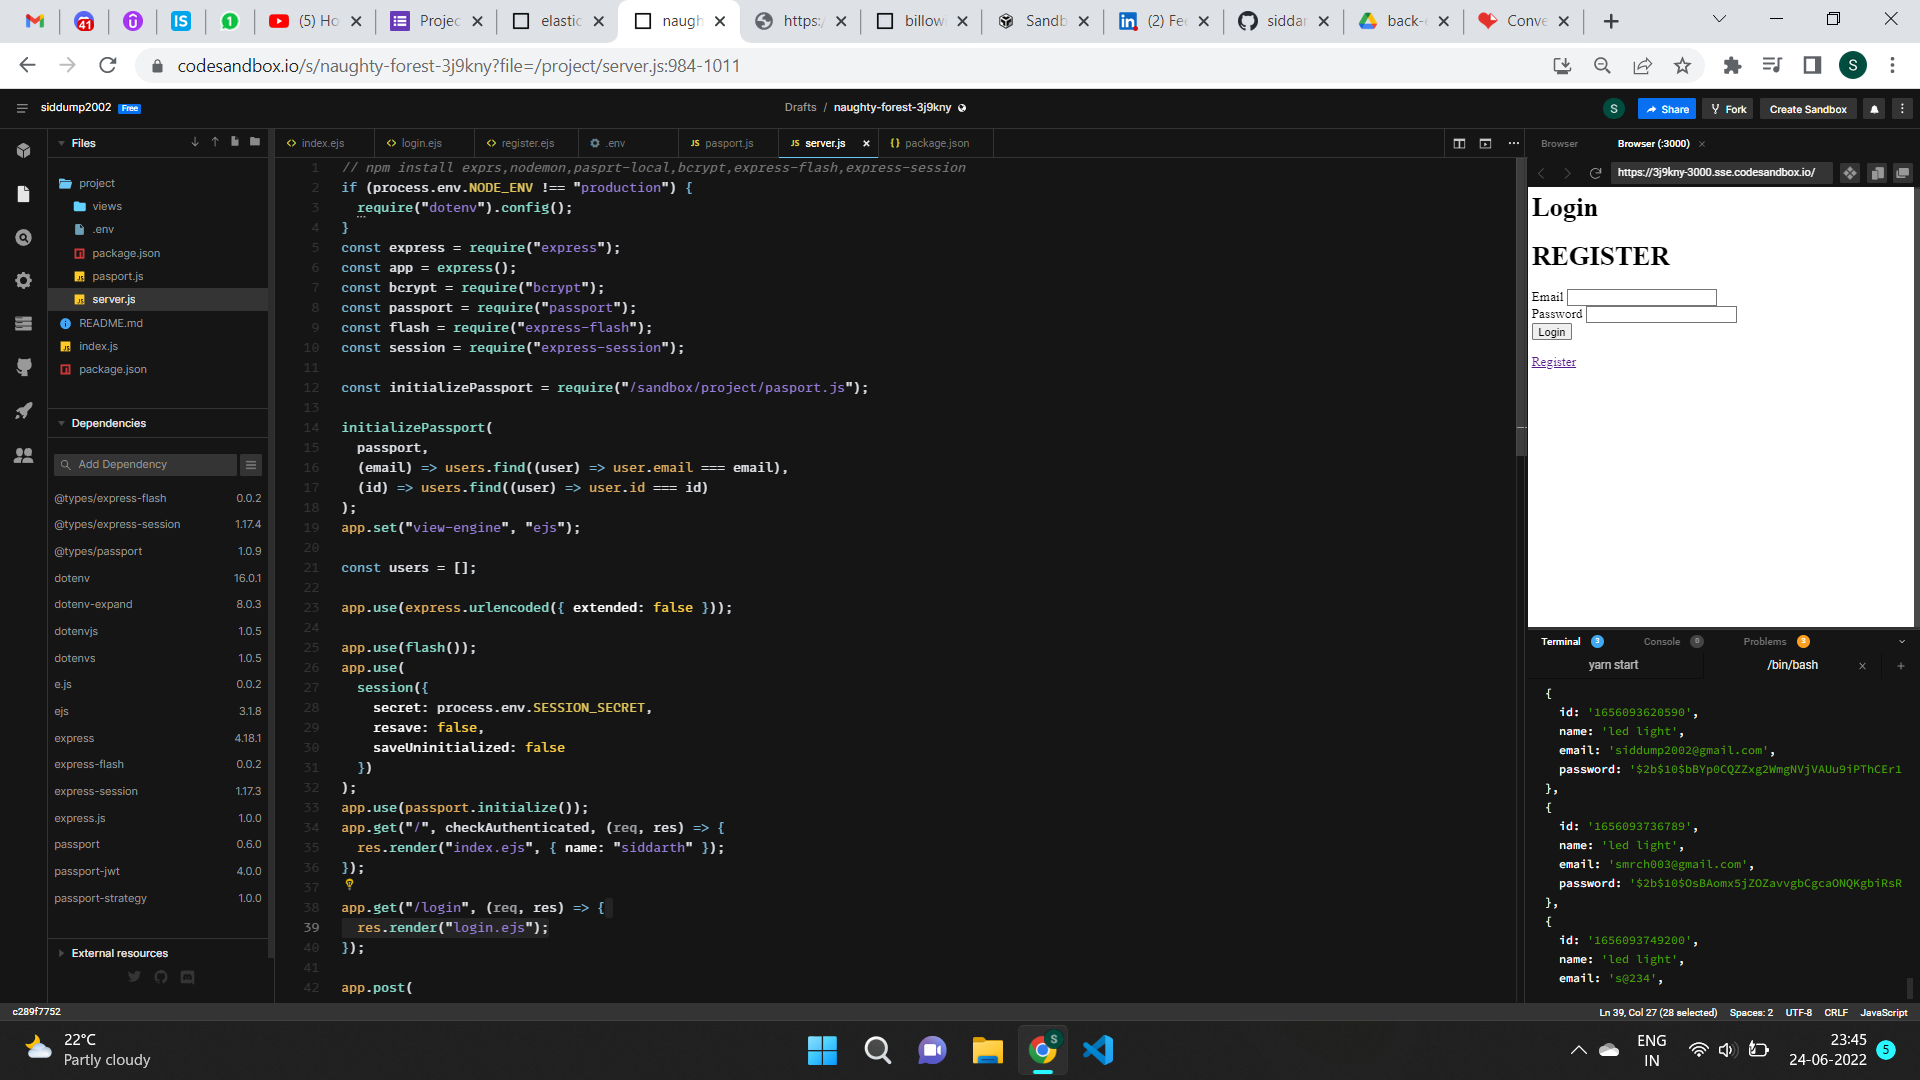 41
IS
1
(5) Ho
Projec
elastic
naugh
https:/
billow
Sandb
(2) Fe
siddar
back-
Conve
codesandbox.io/s/naughty-forest-3j9kny?file=/project/server.js:984-1011
S
siddump2002 Free
Drafts / naughty-forest-3j9kny
S
Share
Fork
Create Sandbox
Files
project
views
.env
package.json
pasport.js
server.js
README.md
index.js
package.json
Dependencies
Add Dependency
@types/express-flash 0.0.2
@types/express-session 1.17.4
@types/passport 1.0.9
dotenv 16.0.1
dotenv-expand 8.0.3
dotenvjs 1.0.5
dotenvs 1.0.5
e.js 0.0.2
ejs 3.1.8
express 4.18.1
express-flash 0.0.2
express-session 1.17.3
express.js 1.0.0
passport 0.6.0
passport-jwt 4.0.0
passport-strategy 1.0.0
External resources
index.ejs
login.ejs
register.ejs
.env
JS pasport.js
JS server.js
package.json
1 // npm install exprs,nodemon,pasprt-local,bcrypt,express-flash,express-session
2 if (process.env.NODE_ENV !== "production") {
3 require("dotenv").config();
4 }
5 const express = require("express");
6 const app = express();
7 const bcrypt = require("bcrypt");
8 const passport = require("passport");
9 const flash = require("express-flash");
10 const session = require("express-session");
11
12 const initializePassport = require("/sandbox/project/pasport.js");
13
14 initializePassport(
15 passport,
16 (email) => users.find((user) => user.email === email),
17 (id) => users.find((user) => user.id === id)
18 );
19 app.set("view-engine", "ejs");
20
21 const users = [];
22
23 app.use(express.urlencoded({ extended: false }));
24
25 app.use(flash());
26 app.use(
27 session({
28 secret: process.env.SESSION_SECRET,
29 resave: false,
30 saveUninitialized: false
31 })
32 );
33 app.use(passport.initialize());
34 app.get("/", checkAuthenticated, (req, res) => {
35 res.render("index.ejs", { name: "siddarth" });
36 });
37
38 app.get("/login", (req, res) => {
39 res.render("login.ejs");
40 });
41
42 app.post(
Browser
Browser (:3000)
https://3j9kny-3000.sse.codesandbox.io/
Login
REGISTER
Email
Password
Login
Register
Terminal 3
Console 6
Problems 3
yarn start
/bin/bash
{
id: '1656093620590',
name: 'led light',
email: 'siddump2002@gmail.com',
password: '$2b$10$bBYp0CQZZxg2WmgNVjVAUu9iPThCEr1
},
{
id: '1656093736789',
name: 'led light',
email: 'smrch003@gmail.com',
password: '$2b$10$OsBAomx5jZOZavvgbCgcaONQKgbiRsR
},
{
id: '1656093749200',
name: 'led light',
email: 's@234',
c289f7752
Ln 39, Col 27 (28 selected) Spaces: 2 UTF-8 CRLF JavaScript
22°C
Partly cloudy
S
ENG
IN
23:45
24-06-2022
5